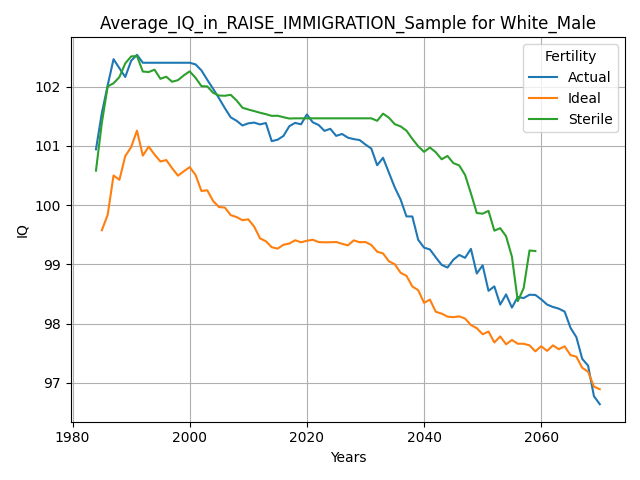 Average_IQ_in_RAISE_IMMIGRATION_Sample for White_Male
Fertility
Actual
Ideal
Sterile
102
101
100
99
98
97
IQ
1980
2000
2020
2040
2060
Years